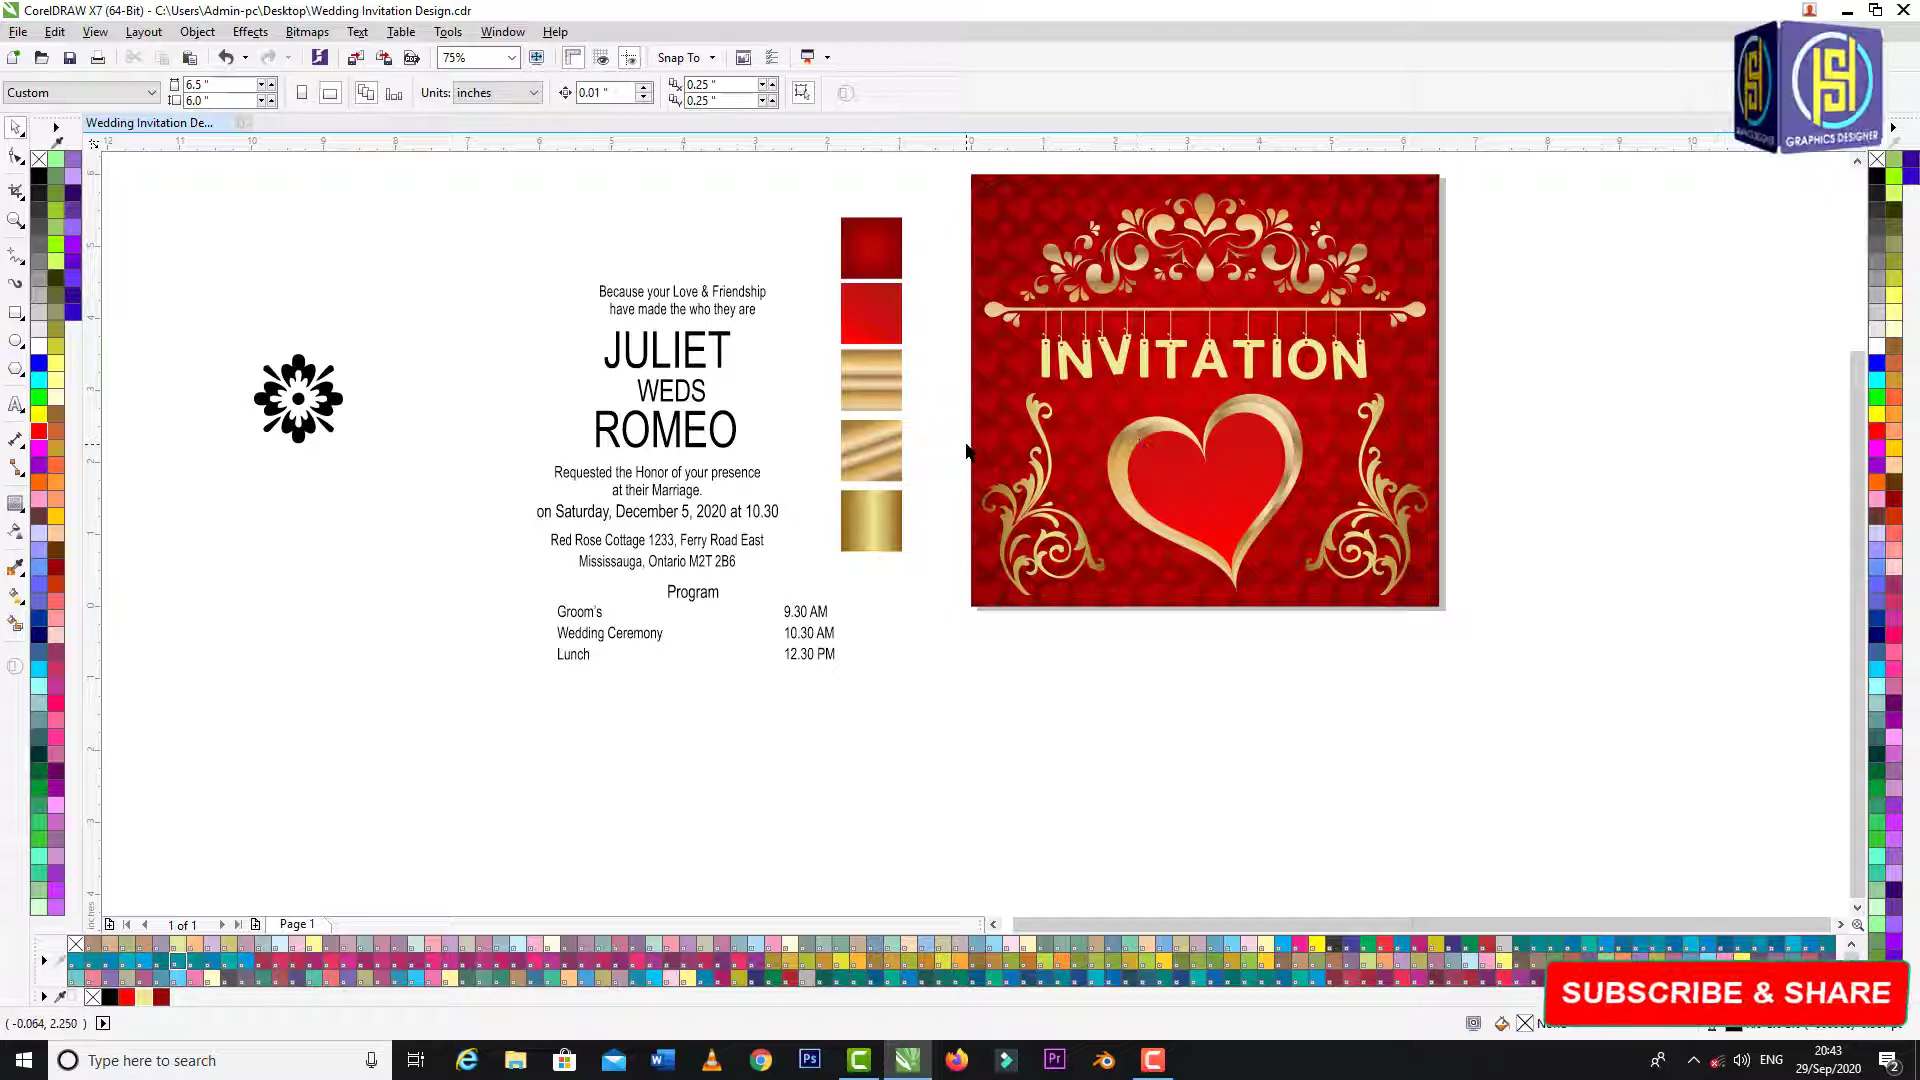 CorelDRAW X7 (64-Bit) - C:\Users\Admin-pc\Desktop\Wedding Invitation Design.cdr
File Edit View Layout Object Effects Bitmaps Text Table Tools Window Help
75% Snap To
Custom 6.5 " 6.0 " Units: inches 0.01 " 0.25 " 0.25 "
GRAPHICS DESIGNER
Wedding Invitation De...
Because your Love & Friendship
have made the who they are
JULIET
WEDS
ROMEO
Requested the Honor of your presence
at their Marriage.
on Saturday, December 5, 2020 at 10.30
Red Rose Cottage 1233, Ferry Road East
Mississauga, Ontario M2T 2B6
Program
Groom's 9.30 AM
Wedding Ceremony 10.30 AM
Lunch 12.30 PM
INVITATION
inches
1 of 1 Page 1
SUBSCRIBE & SHARE
( -0.064, 2.250 )
Type here to search
ENG
20:43
29/Sep/2020
2